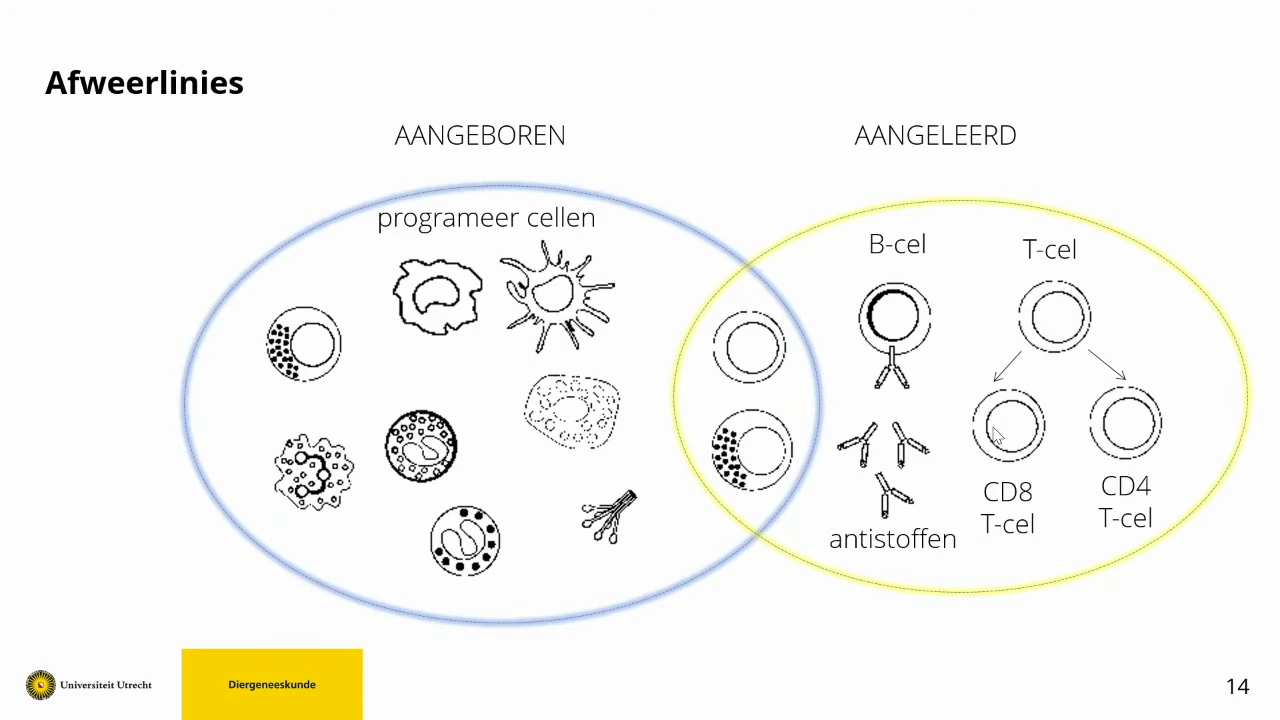 Afweerlinies
AANGEBOREN
AANGELEERD
programeer cellen
B-cel
T-cel
CD8
T-cel
CD4
T-cel
antistoffen
Universiteit Utrecht
Diergeneeskunde
14